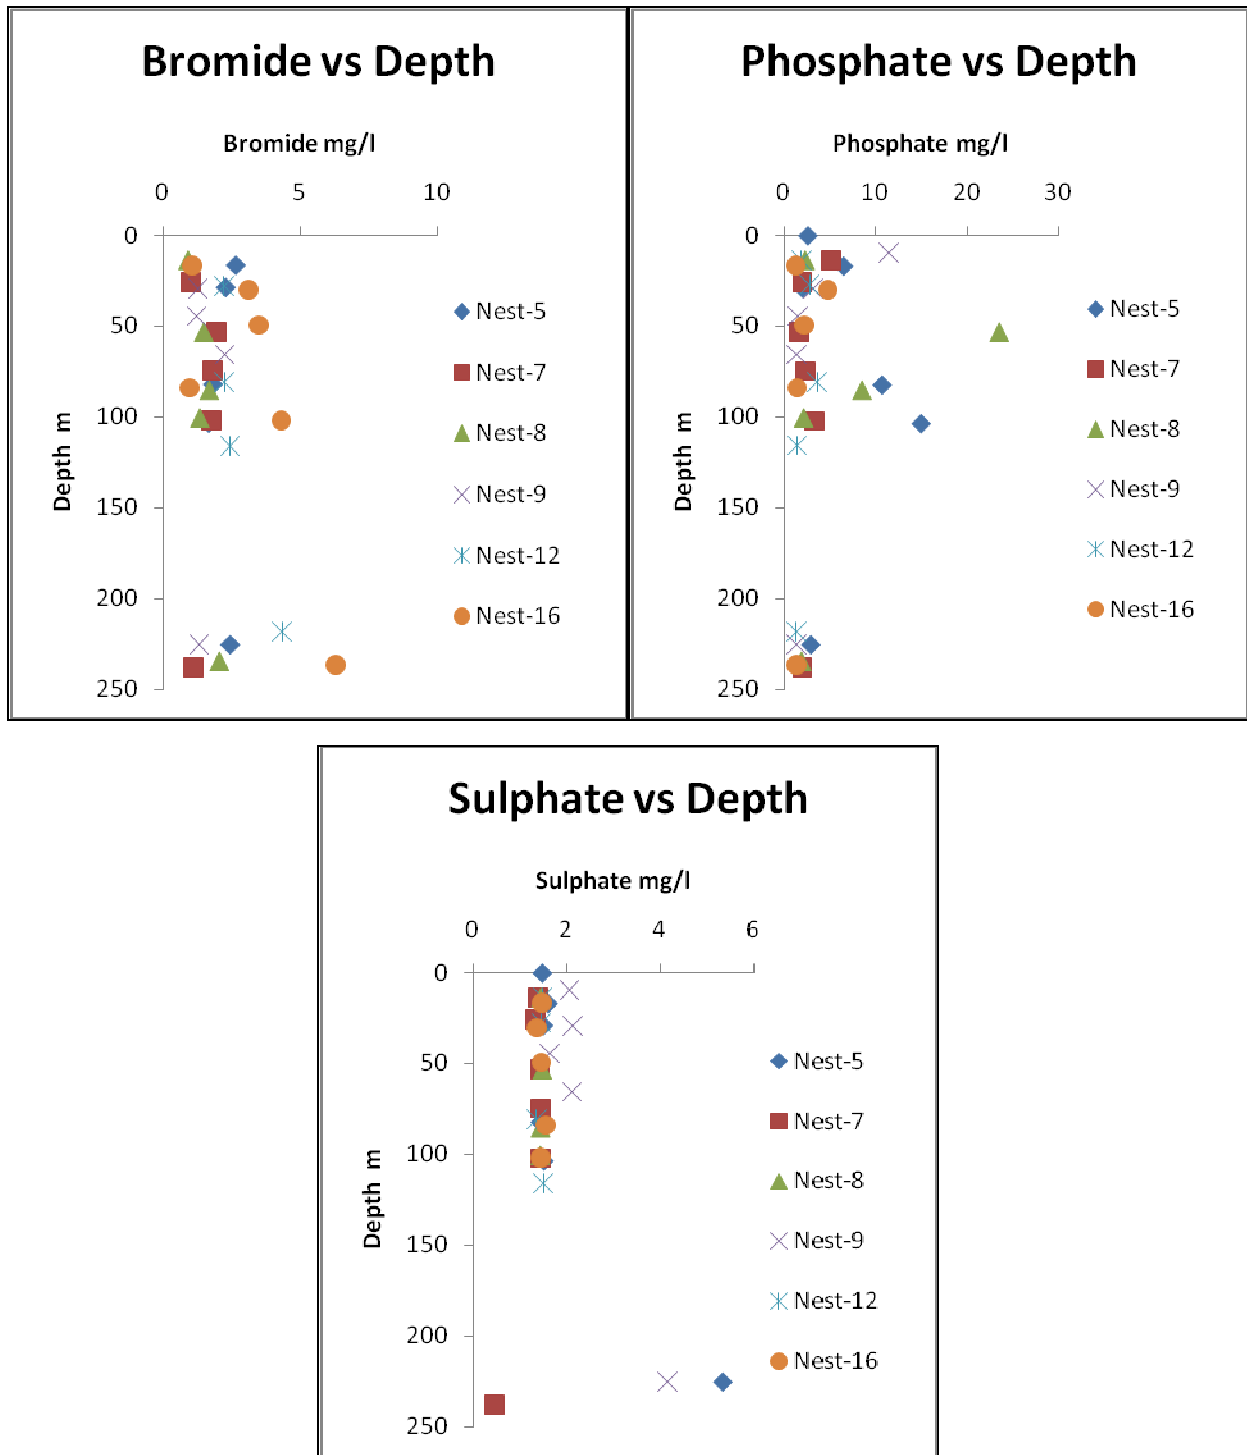 Bromide vs Depth
Bromide mg/l
0 5 10
0
50
100
150
200
250
Depth m
Nest-5
Nest-7
Nest-8
Nest-9
Nest-12
Nest-16
Phosphate vs Depth
Phosphate mg/l
0 10 20 30
0
50
100
150
200
250
Depth m
Nest-5
Nest-7
Nest-8
Nest-9
Nest-12
Nest-16
Sulphate vs Depth
Sulphate mg/l
0 2 4 6
0
50
100
150
200
250
Depth m
Nest-5
Nest-7
Nest-8
Nest-9
Nest-12
Nest-16